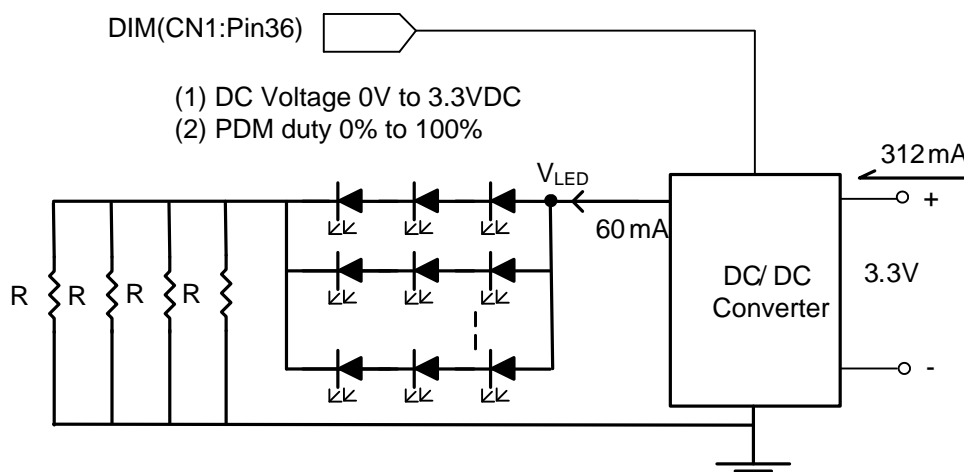 DIM(CN1:Pin36)
(1) DC Voltage 0V to 3.3VDC
(2) PDM duty 0% to 100%
312mA
VLED
+
60mA
R R R R
DC/ DC
Converter
3.3V
-